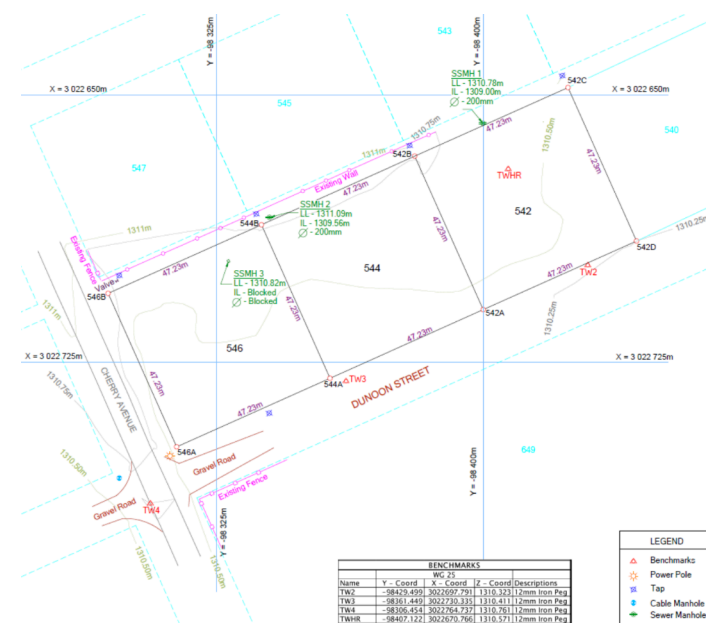 543
Y = -98 325m
Y = -98 400m
SSMH 1
LL - 1310.78m
IL - 1309.00m
∅ - 200mm
542C
X = 3 022 650m
X = 3 022 650m
545
1310.75m
47.23m
1310.50m
540
1311m
542B
547
Existing Wall
47.23m
47.23m
TWHR
SSMH 2
LL - 1311.09m
IL - 1309.56m
∅ - 200mm
544B
542
47.23m
1310.25m
1311m
Existing Fence
542D
47.23m
47.23m
544
TW2
Valve
546B
SSMH 3
LL - 1310.82m
IL - Blocked
∅ - Blocked
47.23m
1311m
542A
1310.25m
546
47.23m
X = 3 022 725m
X = 3 022 725m
1310.75m
CHERRY AVENUE
544A
TW3
DUNOON STREET
47.23m
47.23m
546A
649
1310.50m
Gravel Road
Y = -98 400m
Existing Fence
Gravel Road
TW4
Y = -98 325m
1310.50m
1310.50m
LEGEND
Benchmarks
Power Pole
Tap
Cable Manhole
Sewer Manhole
BENCHMARKS
WG 25
Name Y - Coord X - Coord Z - Coord Descriptions
TW2 -98429.499 3022697.791 1310.323 12mm Iron Peg
TW3 -98361.449 3022730.335 1310.411 12mm Iron Peg
TW4 -98306.454 3022764.737 1310.761 12mm Iron Peg
TWHR -98407.122 3022670.766 1310.571 12mm Iron Peg